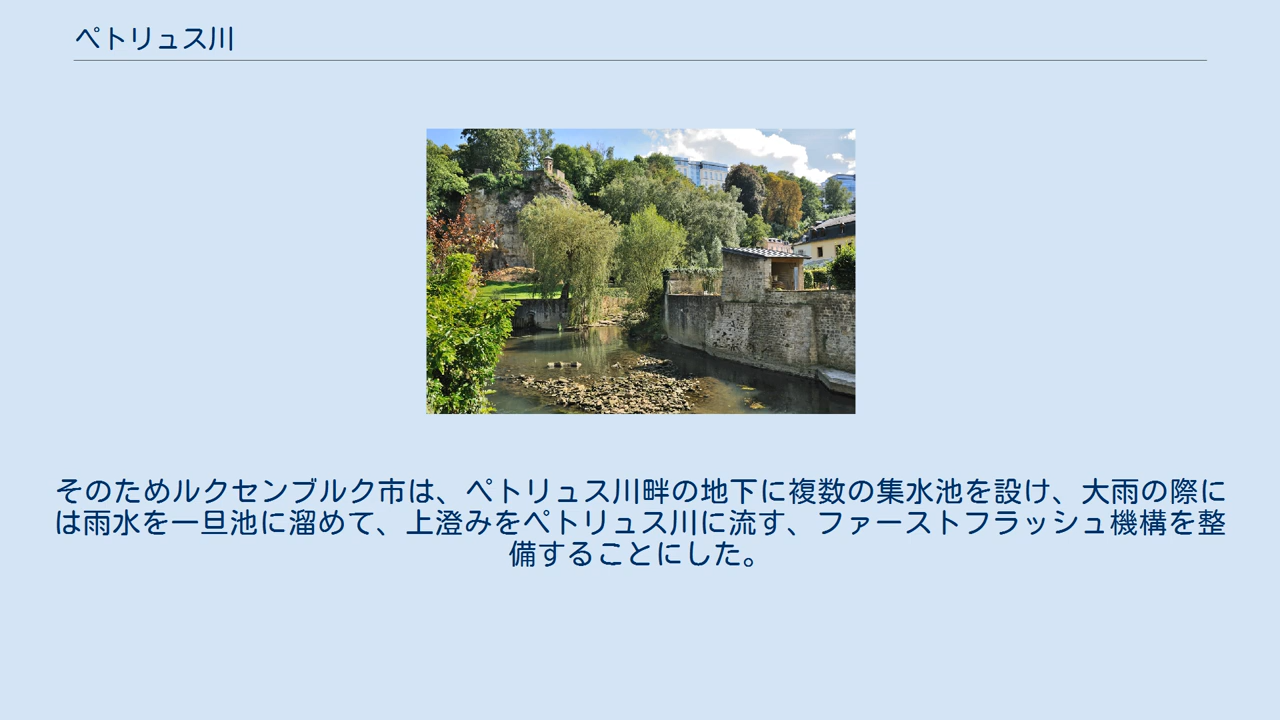 ペトリュス川
そのためルクセンブルク市は、ペトリュス川畔の地下に複数の集水池を設け、大雨の際に
は雨水を一旦池に溜めて、上澄みをペトリュス川に流す、ファーストフラッシュ機構を整
備することにした。